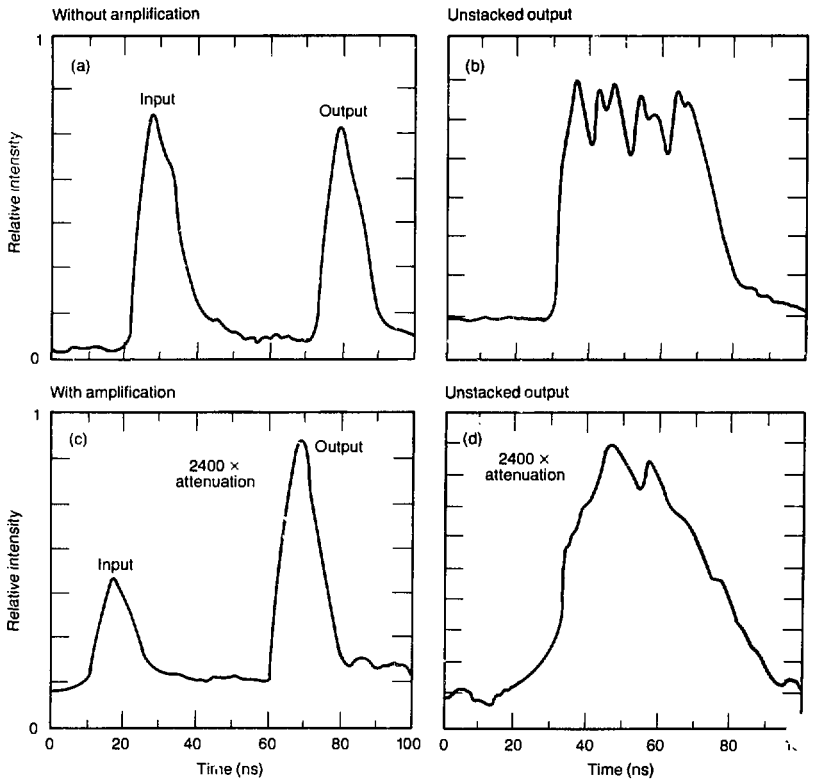 Without amplification
Unstacked output
1
(a)
Input
Output
(b)
Relative intensity
0
With amplification
Unstacked output
1
(c)
2400 ×
attenuation
Output
Input
(d)
2400 ×
attenuation
Relative intensity
0
0 20 40 60 80 100
0 20 40 60 80
Time (ns)
Time (ns)